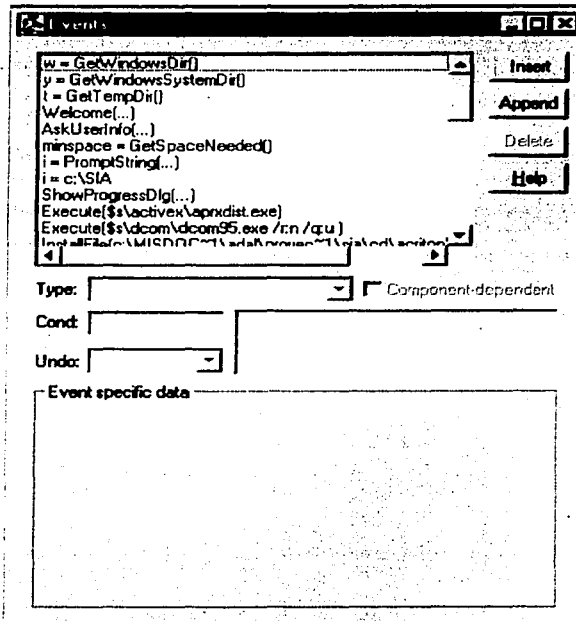 Events
w = GetWindowsDir()
y = GetWindowsSystemDir()
t = GetTempDir()
Welcome(...)
AskUserInfo(...)
minspace = GetSpaceNeeded()
i = PromptString(...)
i = c:\SIA
ShowProgressDlg(...)
Execute($s\activex\aprxdist.exe)
Execute($s\dcom\dcom95.exe /r:n /q:u )
Insert
Append
Delete
Help
Type:
Component-dependent
Cond:
Undo:
Event specific data